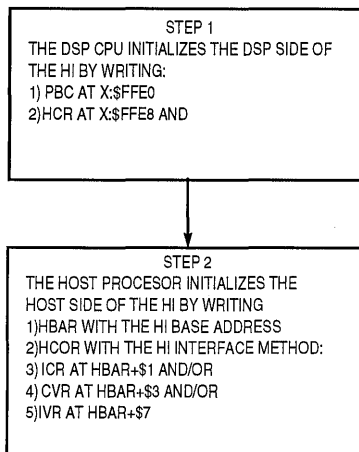 STEP 1
THE DSP CPU INITIALIZES THE DSP SIDE OF
THE HI BY WRITING:
1) PBC AT X:$FFE0
2)HCR AT X:$FFE8 AND
STEP 2
THE HOST PROCESOR INITIALIZES THE
HOST SIDE OF THE HI BY WRITING
1)HBAR WITH THE HI BASE ADDRESS
2)HCOR WITH THE HI INTERFACE METHOD:
3) ICR AT HBAR+$1 AND/OR
4) CVR AT HBAR+$3 AND/OR
5)IVR AT HBAR+$7